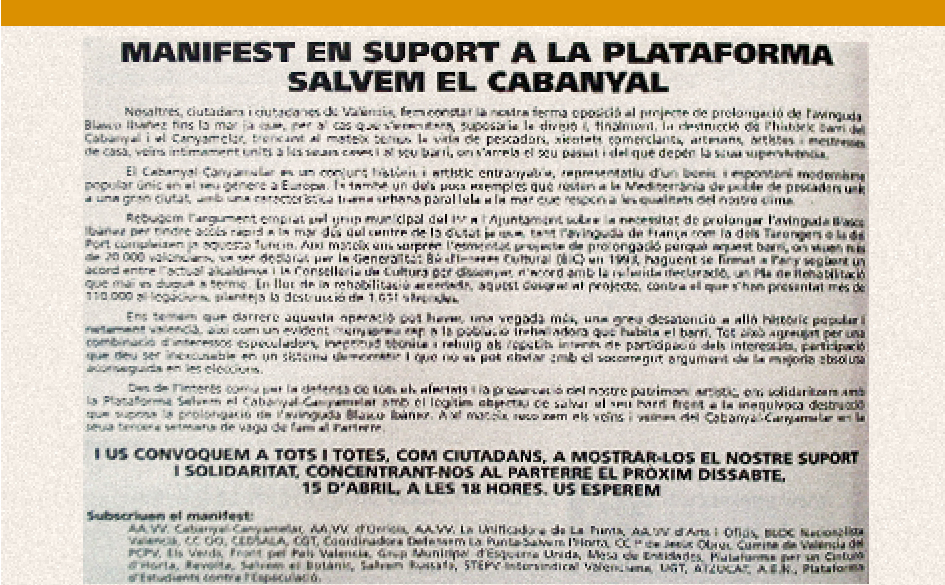 MANIFEST EN SUPORT A LA PLATAFORMA
SALVEM EL CABANYAL
Nosaltres, ciutadans i ciutadanes de València, fem constar la nostra ferma oposició al projecte de prolongació de l'avinguda
Blasco Ibáñez fins la mar ja que, per al cas que s'executara, suposaria la divisió i, finalment, la destrucció de l'històric barri del
Cabanyal i el Canyamelar, trencant al mateix temps la vida de pescadors, xicotets comerciants, artesans, artistes i mestresses
de casa, veïns íntimament units a les seues cases i al seu barri, on s'arrela el seu passat i del que depén la seua supervivència.
El Cabanyal-Canyamelar és un conjunt històric i artístic entranyable, representatiu d'un bonic i espontani modernisme
popular únic en el seu gènere a Europa. És també un dels pocs exemples que resten a la Mediterrània de poble de pescadors unit
a una gran ciutat, amb una característica trama urbana paral·lela a la mar que respon a les qualitats del nostre clima.
Rebugem l'argument emprat pel grup municipal del PP a l'Ajuntament sobre la necessitat de prolongar l'avinguda Blasco
Ibáñez per tindre accés ràpid a la mar des del centre de la ciutat ja que, tant l'avinguda de França com la dels Tarongers o la del
Port compleixen ja aquesta funció. Així mateix ens sorprén l'esmentat projecte de prolongació perquè aquest barri, on viuen més
de 20.000 valencians, va ser declarat per la Generalitat Bé d'Interés Cultural (BIC) en 1993, haguent se firmat a l'any següent un
acord entre l'actual alcaldessa i la Conselleria de Cultura per dissenyar, d'acord amb la referida declaració, un Pla de Rehabilitació
que mai es dugué a terme. En lloc de la rehabilitació acordada, aquest desgraciat projecte, contra el que s'han presentat més de
110.000 al·legacions, planteja la destrucció de 1.651 vivendes.
Ens temem que darrere aquesta operació pot haver, una vegada més, una greu desatenció a allò històric popular i
netament valencià, així com un evident menyspreu cap a la població treballadora que habita el barri. Tot això agreujat per una
combinació d'interessos especuladors, ineptitud tècnica i rebuig als repetits intents de participació dels interessats, participació
que deu ser inexcusable en un sistema democràtic i que no es pot obviar amb el socorregut argument de la majoria absoluta
aconseguida en les eleccions.
Des de l'interés comú per la defensa de tots els afectats i la preservació del nostre patrimoni artístic, ens solidaritzem amb
la Plataforma Salvem el Cabanyal-Canyamelar amb el legítim objectiu de salvar el seu barri front a la inequívoca destrucció
que suposa la prolongació de l'avinguda Blasco Ibáñez. Així mateix recolzem els veïns i veïnes del Cabanyal-Canyamelar en la
seua tercera setmana de vaga de fam al Parterre.
I US CONVOQUEM A TOTS I TOTES, COM CIUTADANS, A MOSTRAR-LOS EL NOSTRE SUPORT
I SOLIDARITAT, CONCENTRANT-NOS AL PARTERRE EL PRÒXIM DISSABTE,
15 D'ABRIL, A LES 18 HORES. US ESPEREM
Subscriuen el manifest:
AA.VV. Cabanyal-Canyamelar, AA.VV. d'Orriols, AA.VV. La Unificadora de La Punta, AA.VV d'Arts i Oficis, BLOC Nacionalista
Valencià, CC OO, CEDSALA, CGT, Coordinadora Defensem La Punta-Salvem l'Horta, de Jesús Obrer, Comitè de València del
PCPV, Els Verds, Front pel País Valencià, Grup Municipal d'Esquerra Unida, Mesa de Entidades, Plataforma per un Cinturó
d'Horta, Revolta, Salvem el Botànic, Salvem Russafa, STEPV-Intersindical Valenciana, UGT, ATZUCAC, A.E.N., Plataforma
d'Estudiants contra l'Especulació.